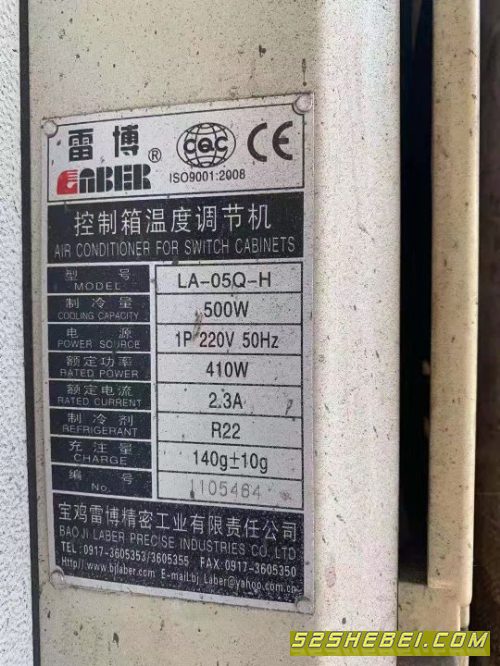 雷博 ®
LABER
CQC
CE
ISO9001:2008
控制箱温度调节机
AIR CONDITIONER FOR SWITCH CABINETS
型号 MODEL LA-05Q-H
制冷量 COOLING CAPACITY 500W
电源 POWER SOURCE 1P 220V 50Hz
额定功率 RATED POWER 410W
额定电流 RATED CURRENT 2.3A
制冷剂 REFRIGERANT R22
充注量 CHARGE 140g±10g
编号 No. 1105464
宝鸡雷博精密工业有限责任公司
BAO JI LABER PRECISE INDUSTRIES CO.,LTD
TEL:0917-3605353/3605355 FAX:0917-3605350
http://www.bjlaber.com E-mail:bj_laber@yahoo.com.cn
52SHEBEI.COM